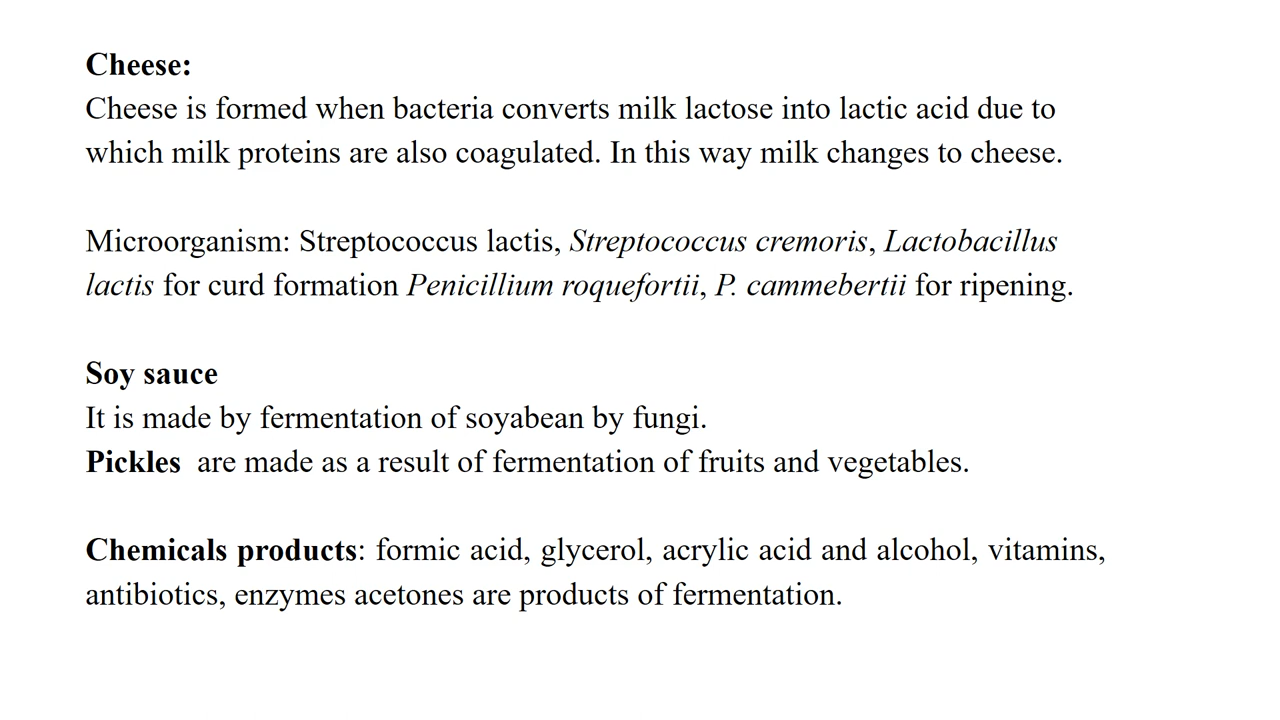 Cheese:
Cheese is formed when bacteria converts milk lactose into lactic acid due to
which milk proteins are also coagulated. In this way milk changes to cheese.
Microorganism: Streptococcus lactis, Streptococcus cremoris, Lactobacillus
lactis for curd formation Penicillium roquefortii, P. cammebertii for ripening.
Soy sauce
It is made by fermentation of soyabean by fungi.
Pickles are made as a result of fermentation of fruits and vegetables.
Chemicals products: formic acid, glycerol, acrylic acid and alcohol, vitamins,
antibiotics, enzymes acetones are products of fermentation.